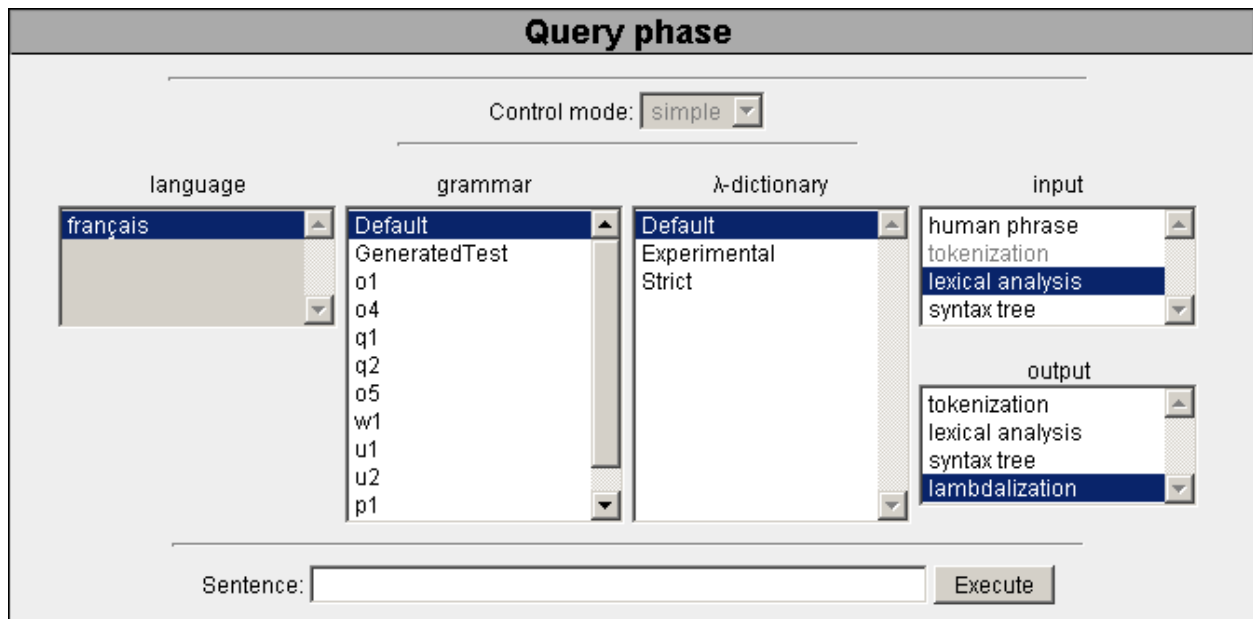 Query phase
Control mode: simple
language
français
grammar
Default
GeneratedTest
o1
o4
q1
q2
o5
w1
u1
u2
p1
λ-dictionary
Default
Experimental
Strict
input
human phrase
tokenization
lexical analysis
syntax tree
output
tokenization
lexical analysis
syntax tree
lambdalization
Sentence:
Execute